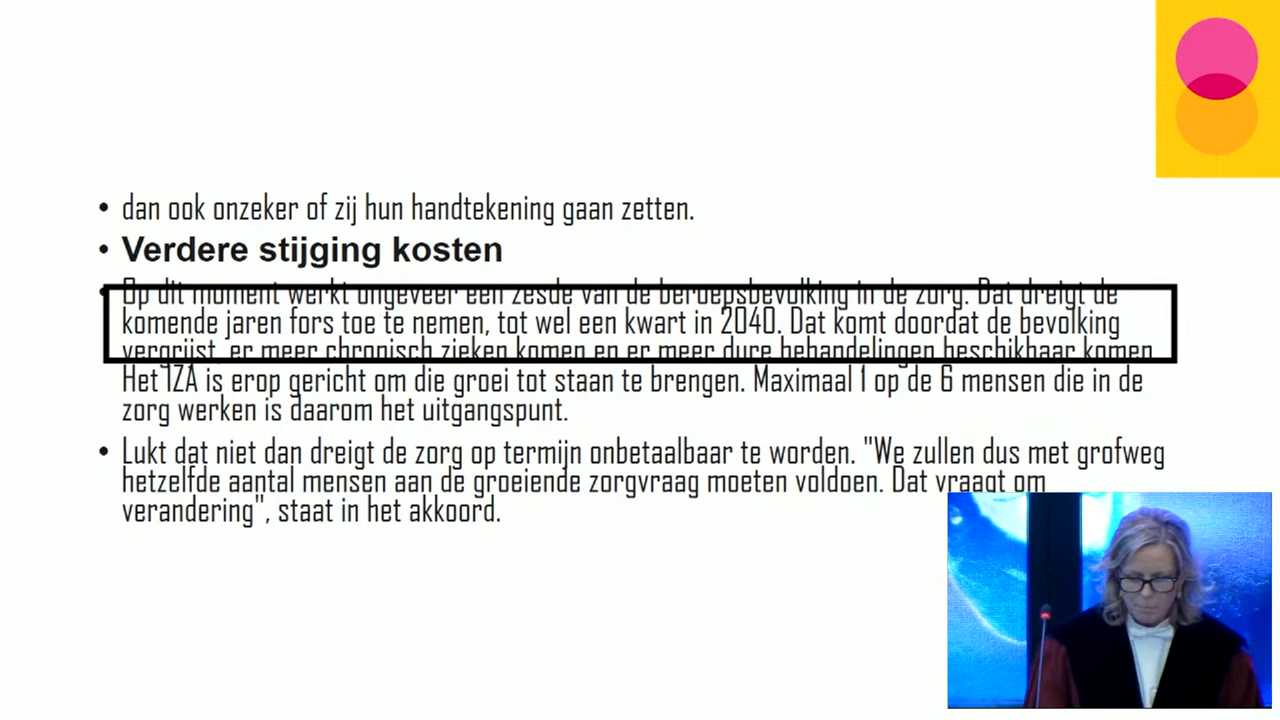 • dan ook onzeker of zij hun handtekening gaan zetten.
• Verdere stijging kosten
• Op dit moment werkt ongeveer een zesde van de beroepsbevolking in de zorg. Dat dreigt de
komende jaren fors toe te nemen, tot wel een kwart in 2040. Dat komt doordat de bevolking
vergrijst, er meer chronisch zieken komen en er meer dure behandelingen beschikbaar komen.
Het IZA is erop gericht om die groei tot staan te brengen. Maximaal 1 op de 6 mensen die in de
zorg werken is daarom het uitgangspunt.
• Lukt dat niet dan dreigt de zorg op termijn onbetaalbaar te worden. "We zullen dus met grofweg
hetzelfde aantal mensen aan de groeiende zorgvraag moeten voldoen. Dat vraagt om
verandering", staat in het akkoord.